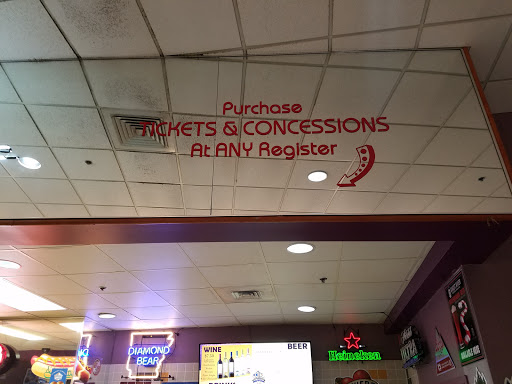 Purchase
TICKETS & CONCESSIONS
At ANY Register
DIAMOND
BEAR
WINE
BEER
Heineken